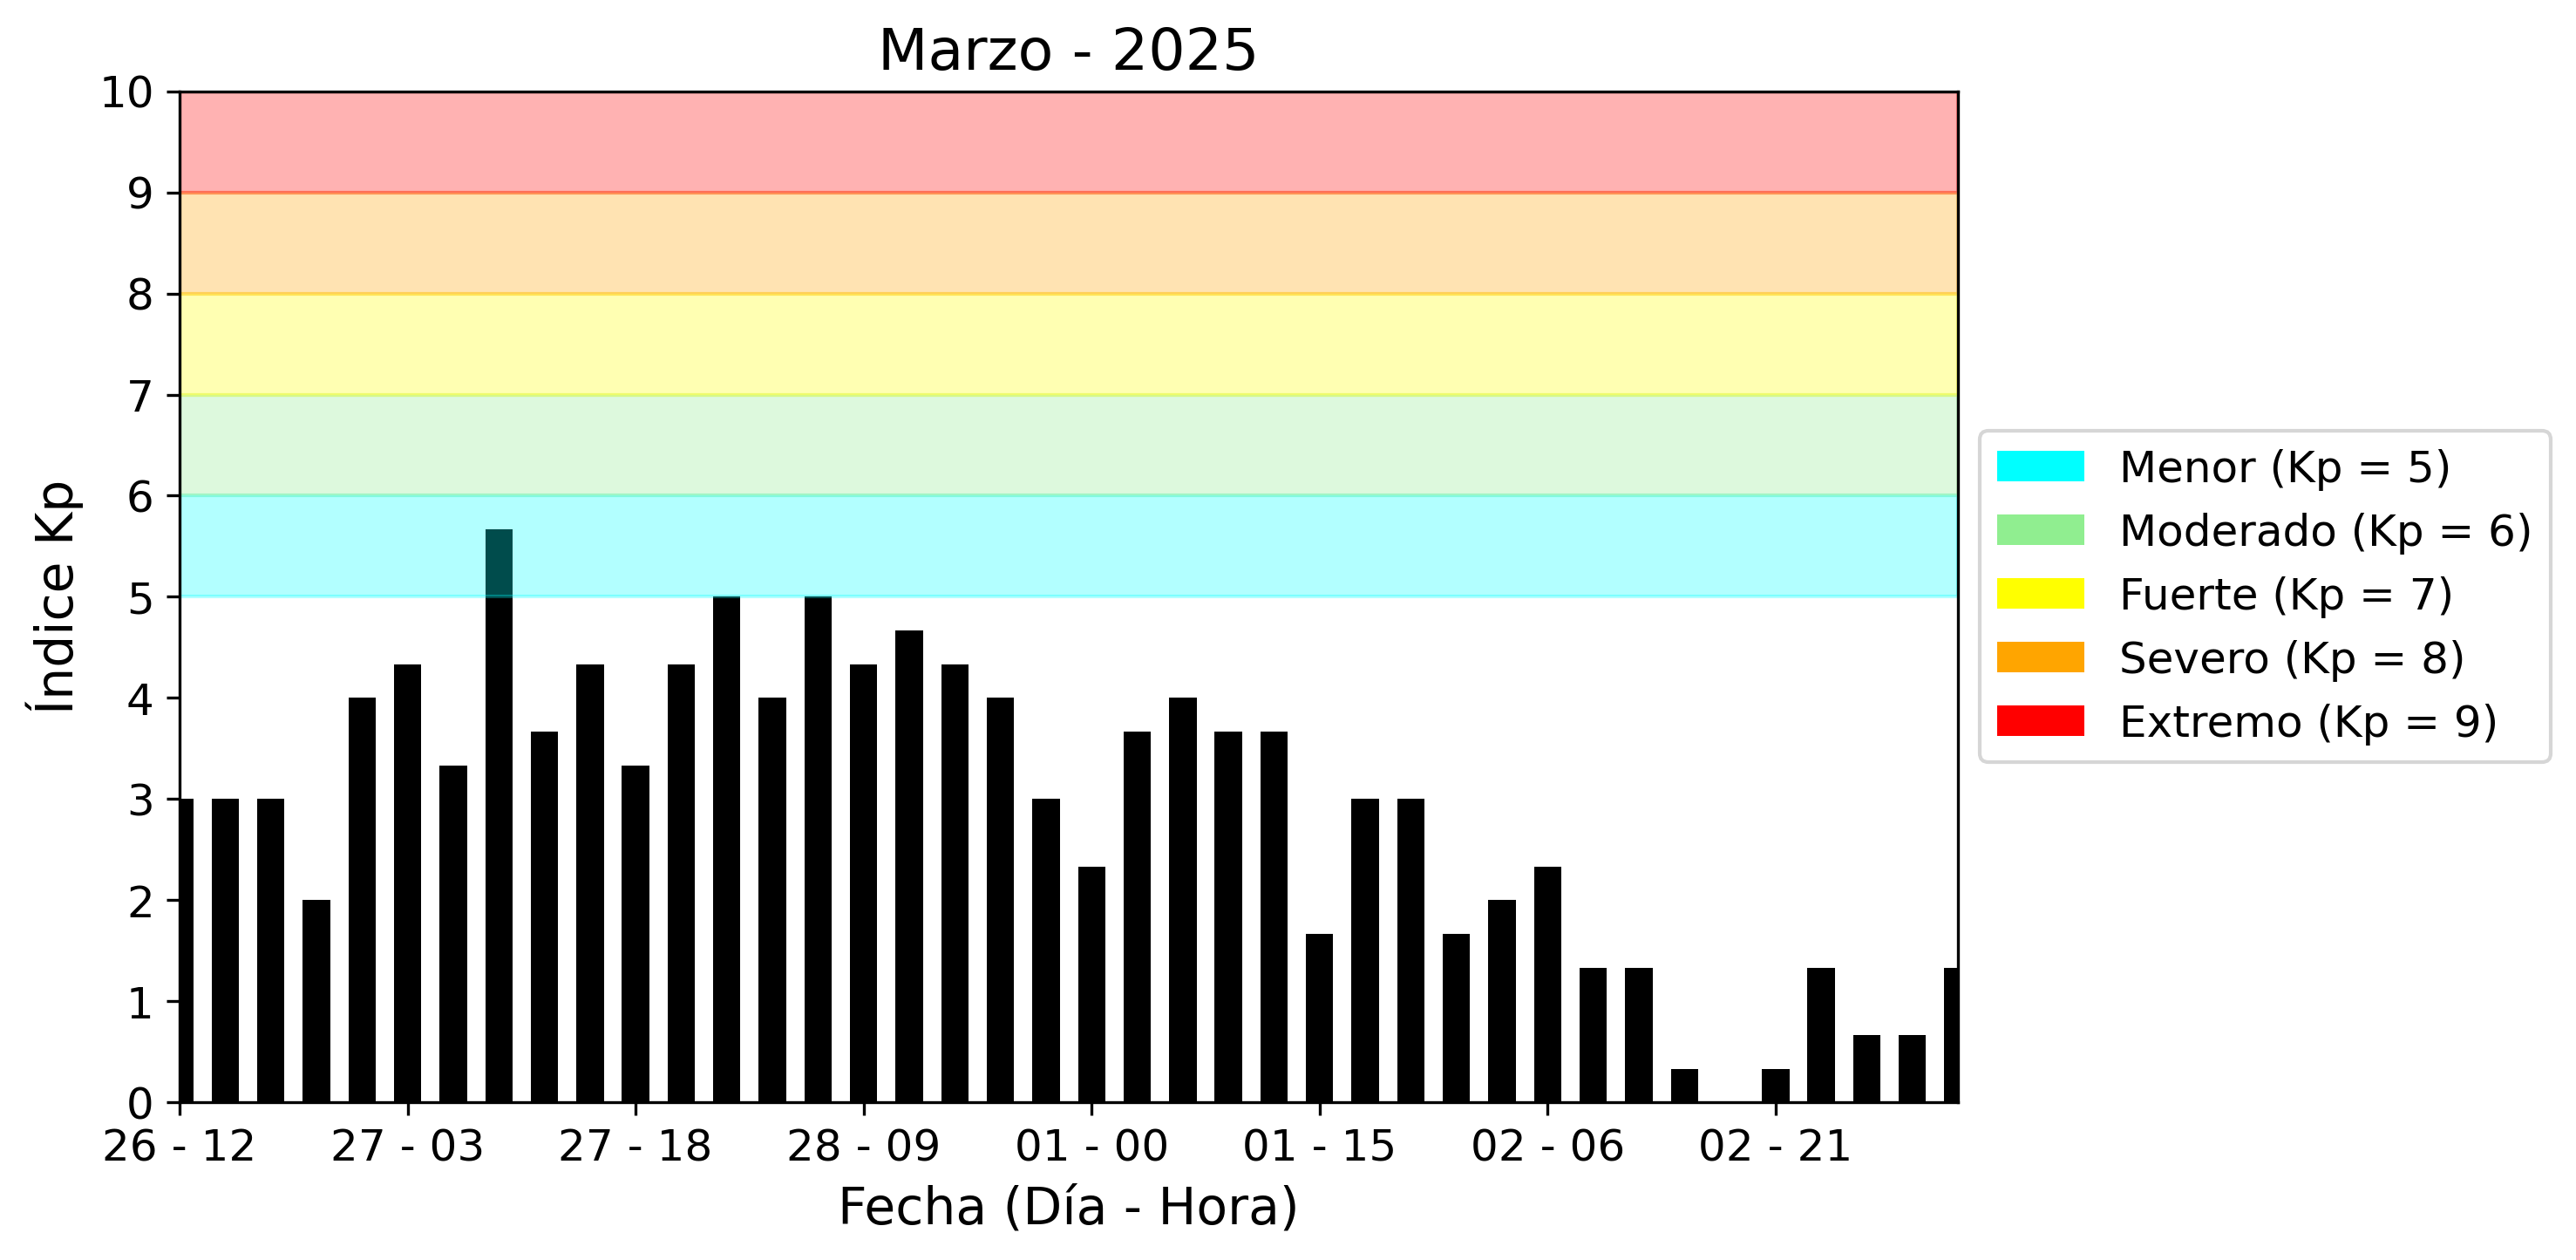 Marzo - 2025
10
9
8
7
6
5
4
3
2
1
0
Índice Kp
26 - 12
27 - 03
27 - 18
28 - 09
01 - 00
01 - 15
02 - 06
02 - 21
Fecha (Día - Hora)
Menor (Kp = 5)
Moderado (Kp = 6)
Fuerte (Kp = 7)
Severo (Kp = 8)
Extremo (Kp = 9)